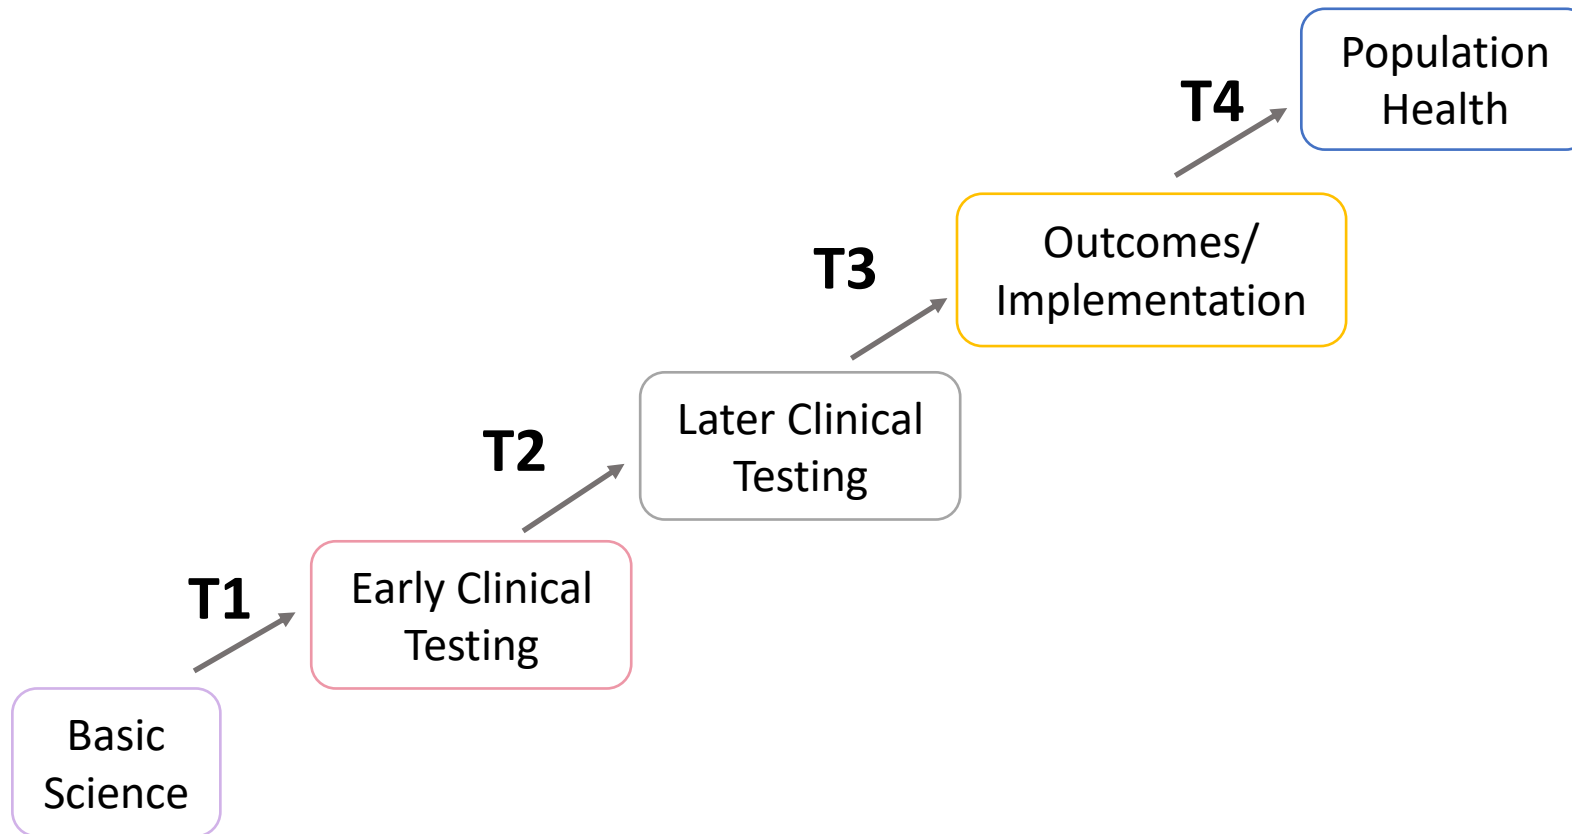 T4
Population
Health
T3
Outcomes/
Implementation
T2
Later Clinical
Testing
T1
Early Clinical
Testing
Basic
Science